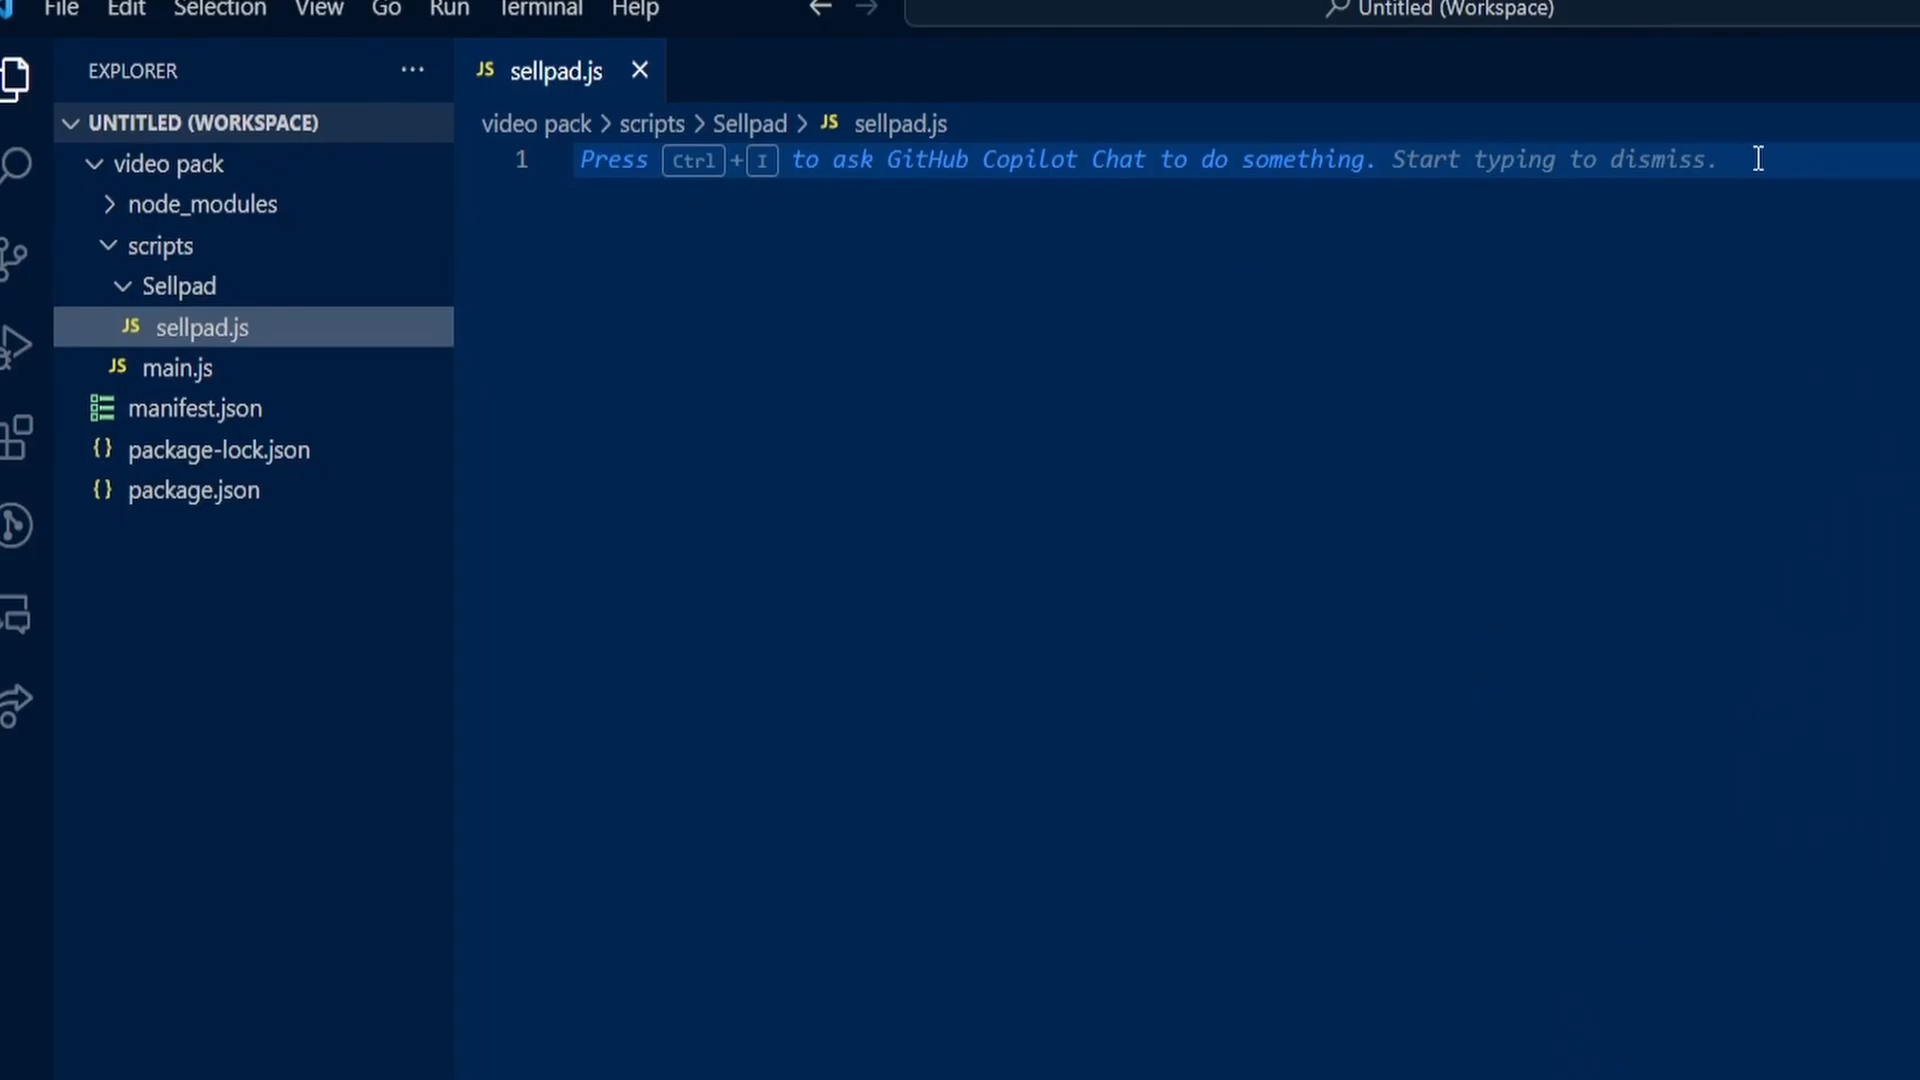 File Edit Selection View Go Run Terminal Help
Untitled (Workspace)
EXPLORER
UNTITLED (WORKSPACE)
video pack
node_modules
scripts
Sellpad
JS sellpad.js
JS main.js
manifest.json
{} package-lock.json
{} package.json
JS sellpad.js
video pack > scripts > Sellpad > JS sellpad.js
1 Press Ctrl+I to ask GitHub Copilot Chat to do something. Start typing to dismiss.